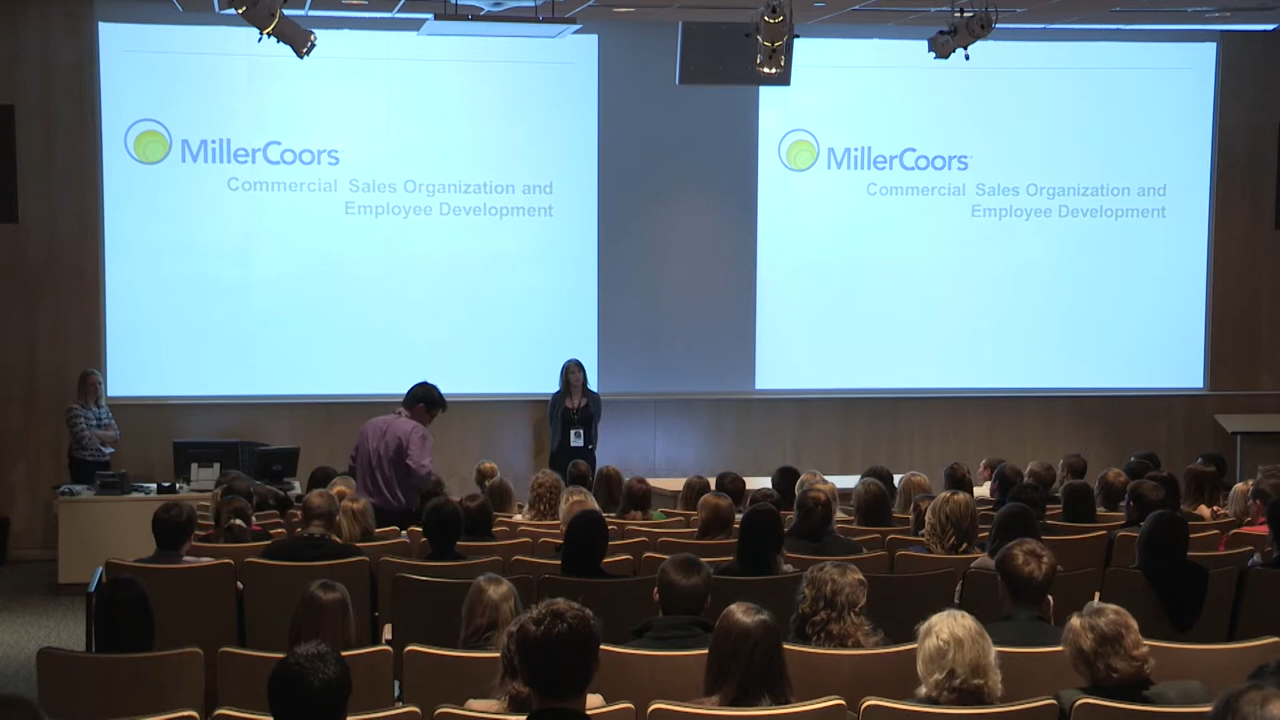 MillerCoors
Commercial Sales Organization and
Employee Development
MillerCoors
Commercial Sales Organization and
Employee Development